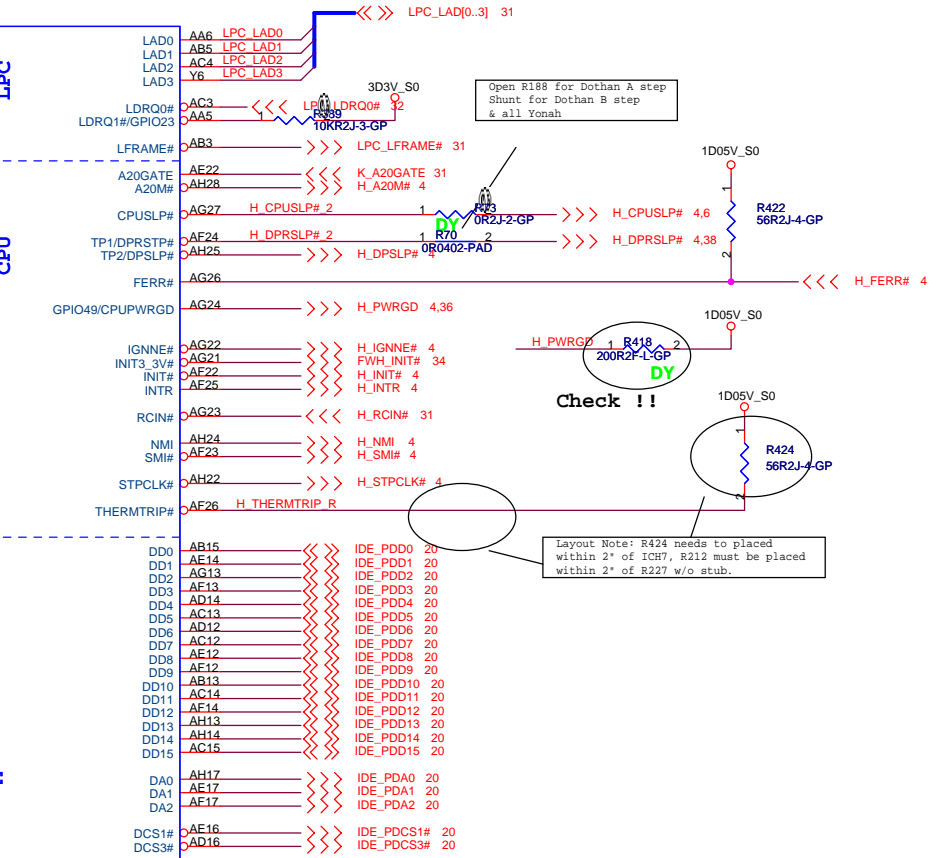 LPC_LAD[0..3] 31
LPC
LAD0 AA6 LPC_LAD0
LAD1 AB5 LPC_LAD1
LAD2 AC4 LPC_LAD2
LAD3 Y6 LPC_LAD3
3D3V_S0
LDRQ0# AC3 LDRQ0# 32
LDRQ1#/GPIO23 AA5 1
10KR2J-3-GP
Open R188 for Dothan A step
Shunt for Dothan B step
& all Yonah
LFRAME# AB3 LPC_LFRAME# 31
1D05V_S0
A20GATE AE22 K_A20GATE 31
A20M# AH28 H_A20M# 4
CPU
CPUSLP# AG27 H_CPUSLP#_2 1 R73 H_CPUSLP# 4,6
0R2J-2-GP
DY
1 R422
56R2J-4-GP
2
TP1/DPRSTP# AF24 H_DPRSLP#_2 1 R70 2 H_DPRSLP# 4,38
0R0402-PAD
TP2/DPSLP# AH25 H_DPSLP# 4
FERR# AG26 H_FERR# 4
GPIO49/CPUPWRGD AG24 H_PWRGD 4,36
1D05V_S0
H_PWRGD 1 R418 2
200R2F-L-GP
DY
Check !!
IGNNE# AG22 H_IGNNE# 4
INIT3_3V# AG21 FWH_INIT# 34
INIT# AF22 H_INIT# 4
INTR AF25 H_INTR 4
RCIN# AG23 H_RCIN# 31
1D05V_S0
1 R424
56R2J-4-GP
2
NMI AH24 H_NMI 4
SMI# AF23 H_SMI# 4
STPCLK# AH22 H_STPCLK# 4
THERMTRIP# AF26 H_THERMTRIP_R
Layout Note: R424 needs to placed
within 2" of ICH7, R212 must be placed
within 2" of R227 w/o stub.
DD0 AB15 IDE_PDD0 20
DD1 AE14 IDE_PDD1 20
DD2 AG13 IDE_PDD2 20
DD3 AF13 IDE_PDD3 20
DD4 AD14 IDE_PDD4 20
DD5 AC13 IDE_PDD5 20
DD6 AD12 IDE_PDD6 20
DD7 AC12 IDE_PDD7 20
DD8 AE12 IDE_PDD8 20
DD9 AF12 IDE_PDD9 20
DD10 AB13 IDE_PDD10 20
DD11 AC14 IDE_PDD11 20
DD12 AF14 IDE_PDD12 20
DD13 AH13 IDE_PDD13 20
DD14 AH14 IDE_PDD14 20
DD15 AC15 IDE_PDD15 20
DA0 AH17 IDE_PDA0 20
DA1 AE17 IDE_PDA1 20
DA2 AF17 IDE_PDA2 20
DCS1# AE16 IDE_PDCS1# 20
DCS3# AD16 IDE_PDCS3# 20